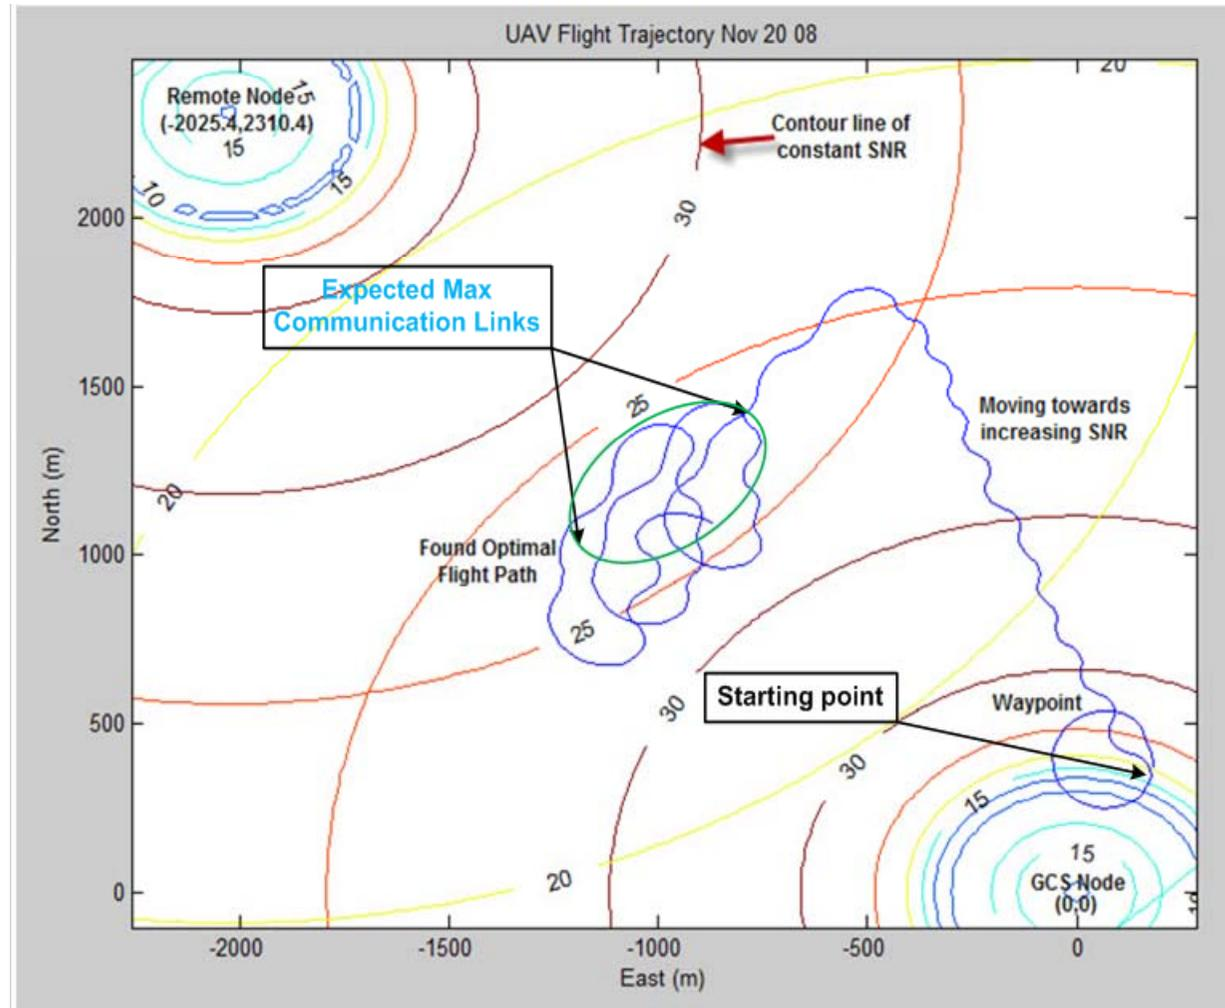 UAV Flight Trajectory Nov 20 08
20
15
Remote Node
(-2025.4,2310.4)
15
Contour line of
constant SNR
10
15
30
2000
Expected Max
Communication Links
1500
25
Moving towards
increasing SNR
20
North (m)
1000
Found Optimal
Flight Path
25
Starting point
30
Waypoint
500
30
15
15
20
GCS Node
(0,0)
0
-2000
-1500
-1000
-500
0
East (m)